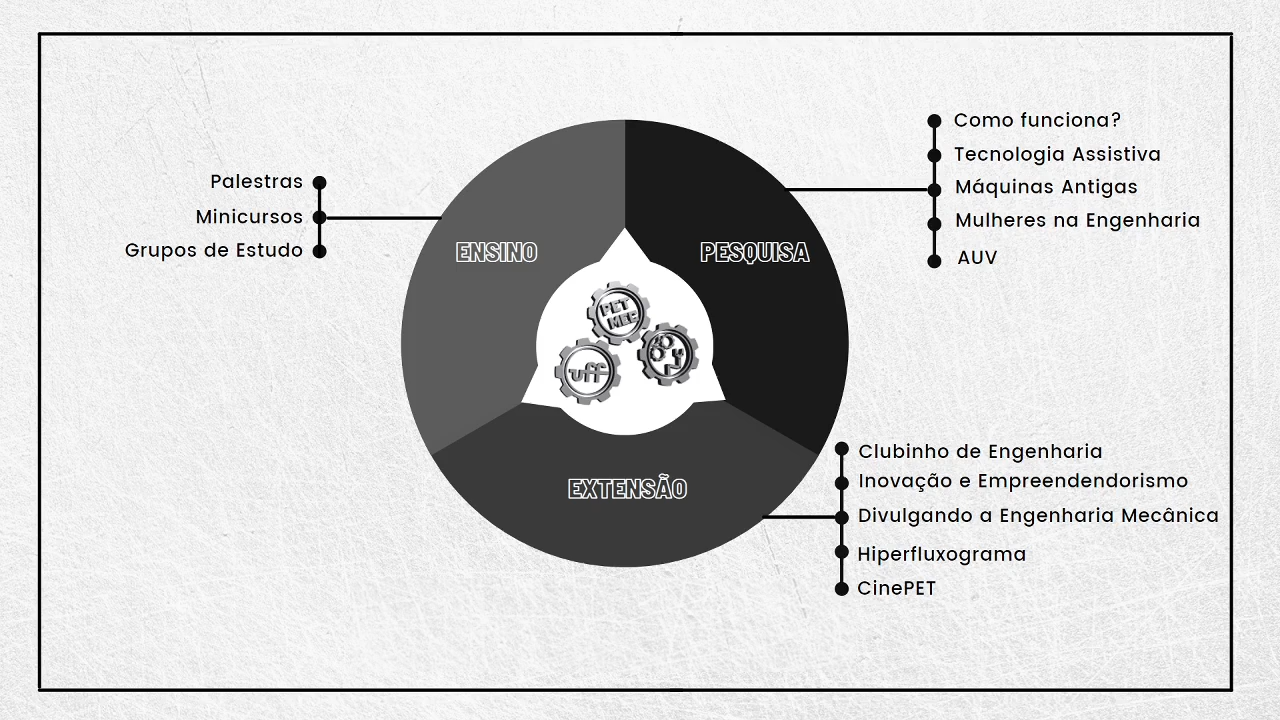 Palestras
Minicursos
Grupos de Estudo
ENSINO
PESQUISA
EXTENSÃO
PET
MEC
uff
Como funciona?
Tecnologia Assistiva
Máquinas Antigas
Mulheres na Engenharia
AUV
Clubinho de Engenharia
Inovação e Empreendendorismo
Divulgando a Engenharia Mecânica
Hiperfluxograma
CinePET